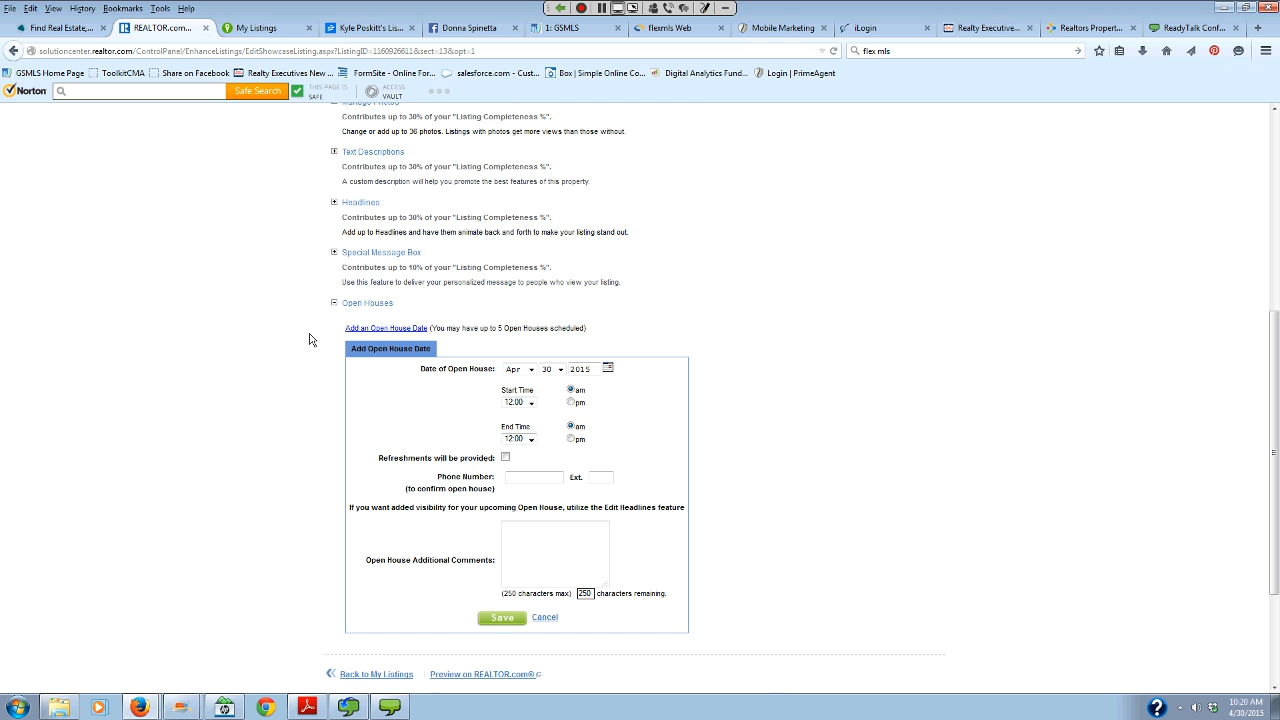 File Edit View History Bookmarks Tools Help
Find Real Estate,... REALTOR.com... My Listings Kyle Poskitt's Li... Donna Spinetta 1: GSMLS flexmls Web Module Marketing... iLogin Realty Executives... Realtors Propert... ReadyTalk Conf...
solutioncenter.realtor.com/ControlPanel/EnhanceListings/EditShowcaseListing.aspx?ListingID=1160926611&sect=13&opt=1 flex mls
GSMLS Home Page ToolkitCMA Share on Facebook Realty Executives New ... FormSite - Online For... salesforce.com - Cust... Box | Simple Online Co... Digital Analytics Fund... Login | PrimeAgent
Norton Safe Search THIS PAGE IS SAFE ACCESS VAULT
Manage Photos
Contributes up to 30% of your "Listing Completeness %".
Change or add up to 36 photos. Listings with photos get more views than those without.
Text Descriptions
Contributes up to 30% of your "Listing Completeness %".
A custom description will help you promote the best features of this property.
Headlines
Contributes up to 30% of your "Listing Completeness %".
Add up to Headlines and have them animate back and forth to make your listing stand out.
Special Message Box
Contributes up to 10% of your "Listing Completeness %".
Use this feature to deliver your personalized message to people who view your listing.
Open Houses
Add an Open House Date (You may have up to 5 Open Houses scheduled)
Add Open House Date
Date of Open House: Apr 30 2015
Start Time am
12:00 pm
End Time am
12:00 pm
Refreshments will be provided:
Phone Number: Ext.
(to confirm open house)
If you want added visibility for your upcoming Open House, utilize the Edit Headlines feature
Open House Additional Comments:
(250 characters max) 250 characters remaining.
Save Cancel
Back to My Listings Preview on REALTOR.com®
10:20 AM
4/30/2015